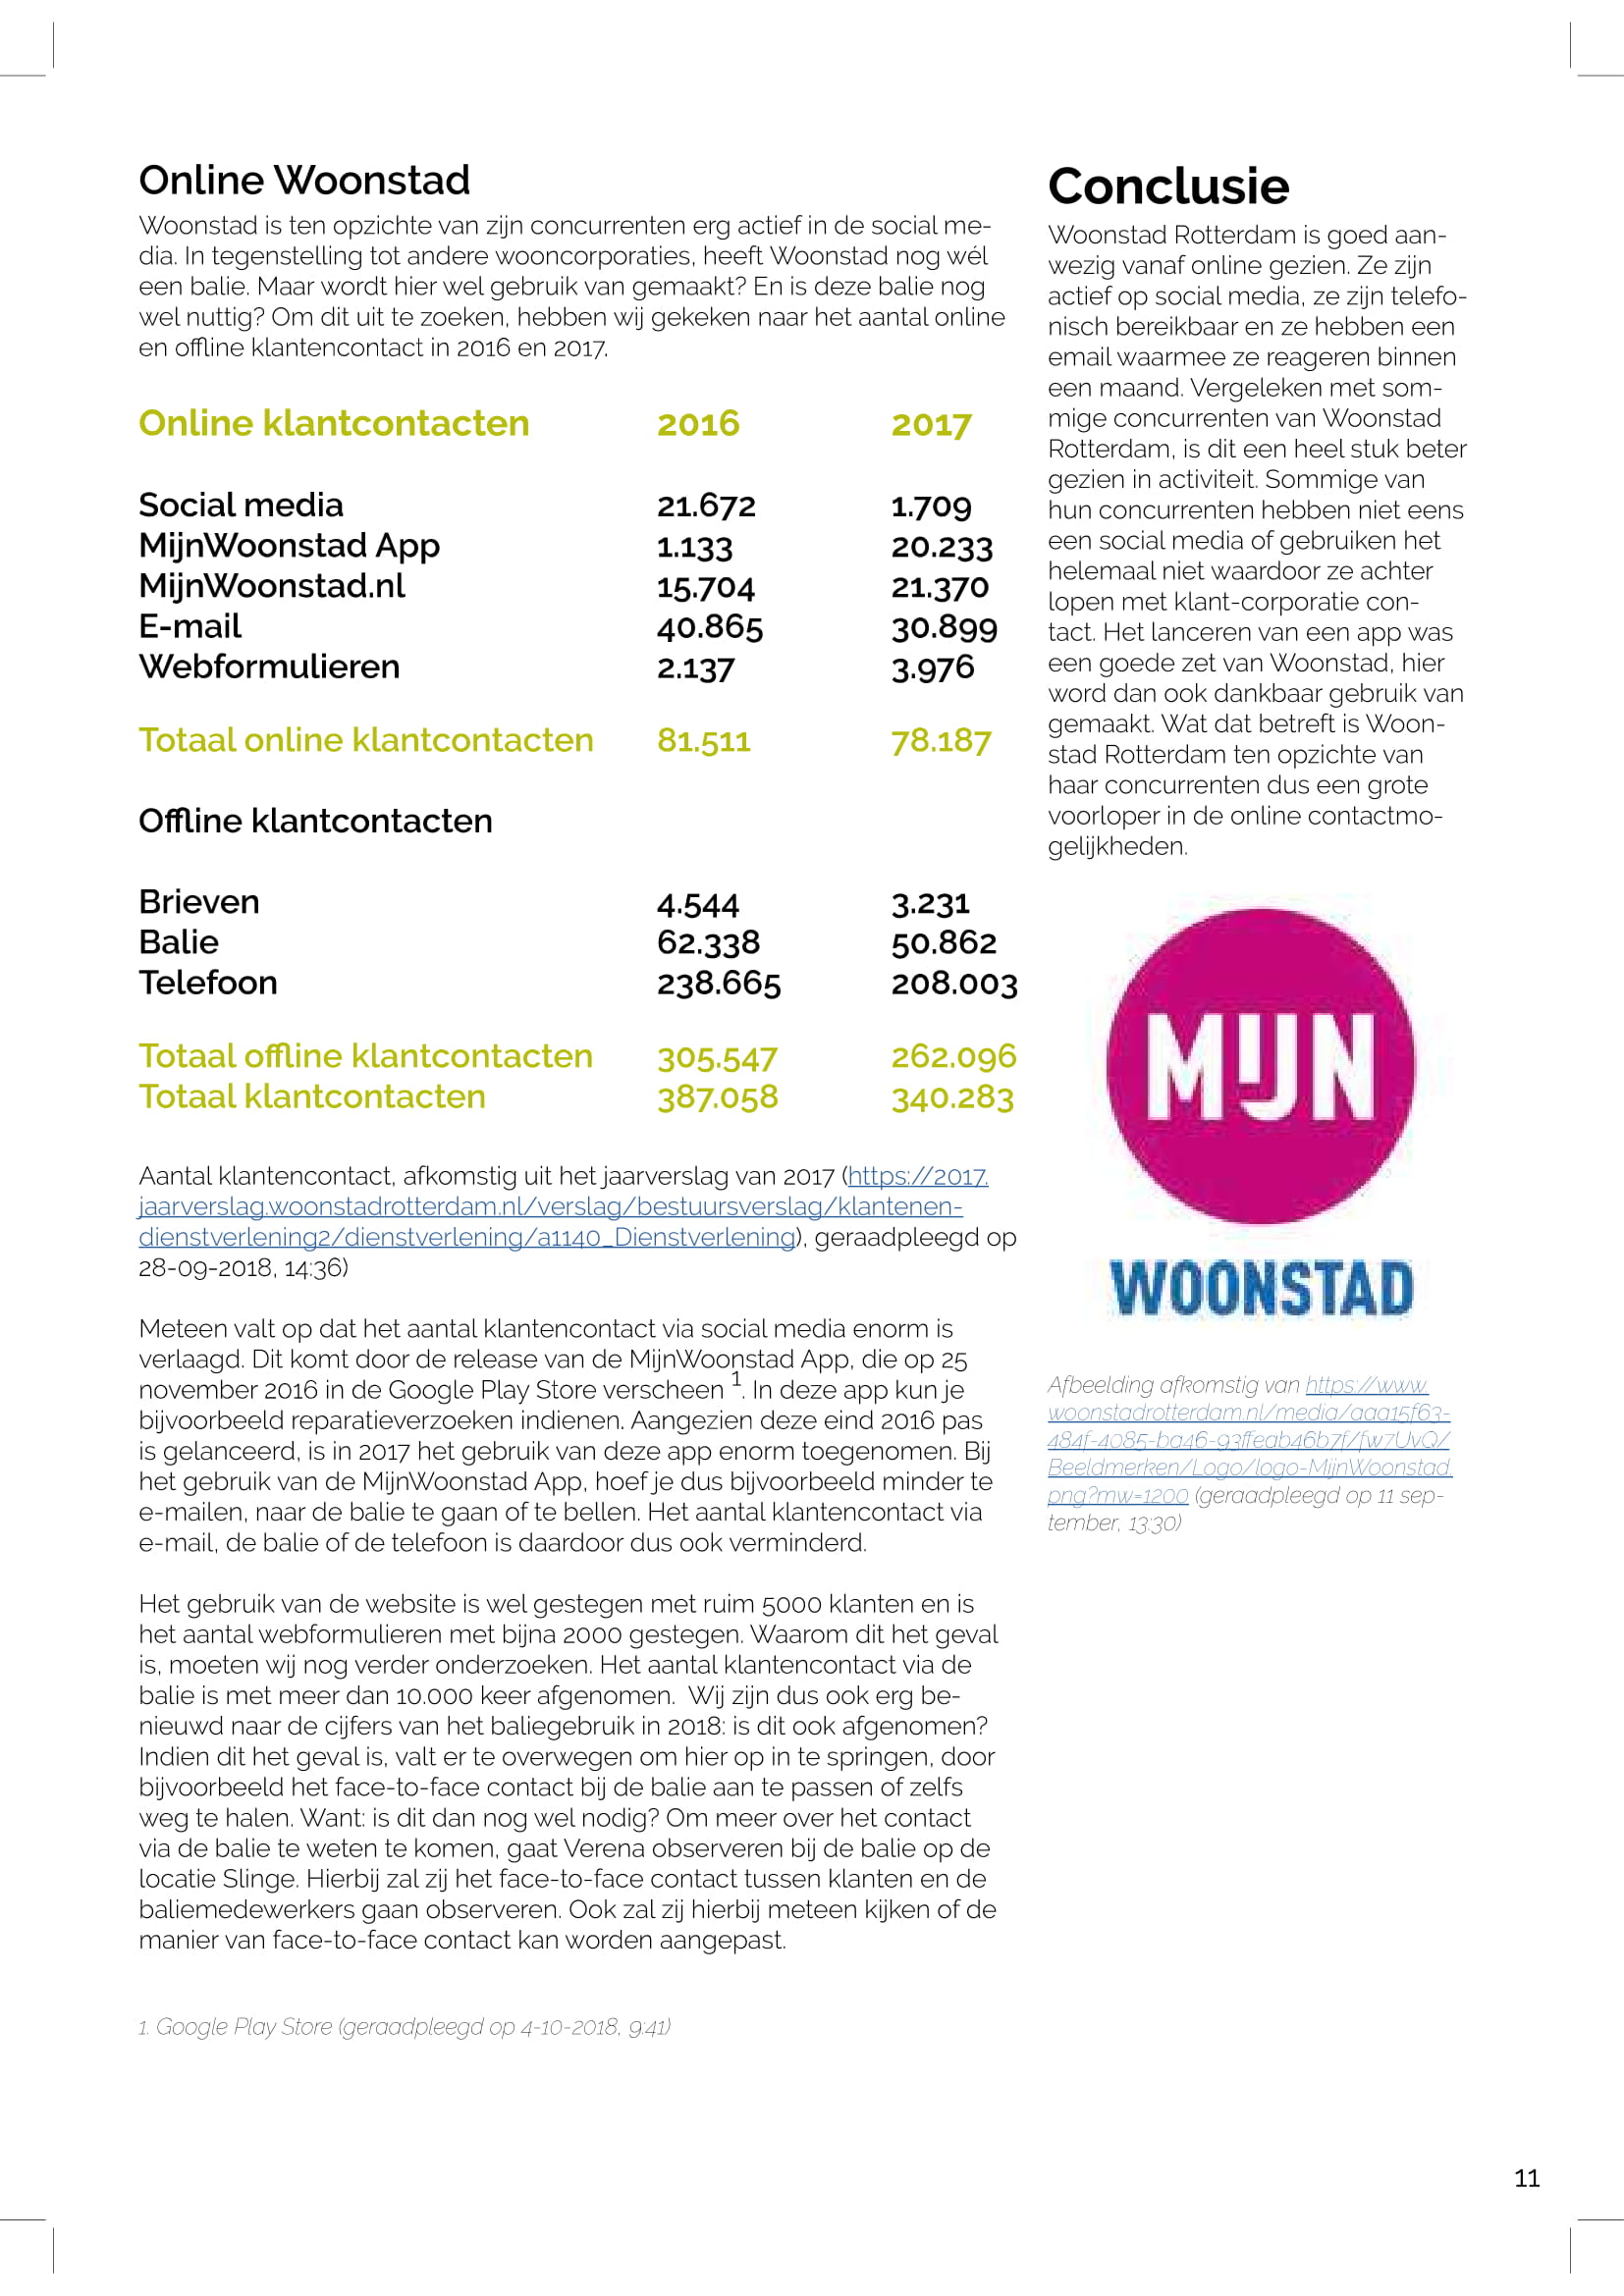 Online Woonstad
Woonstad is ten opzichte van zijn concurrenten erg actief in de social me-
dia. In tegenstelling tot andere wooncorporaties, heeft Woonstad nog wél
een balie. Maar wordt hier wel gebruik van gemaakt? En is deze balie nog
wel nuttig? Om dit uit te zoeken, hebben wij gekeken naar het aantal online
en offline klantencontact in 2016 en 2017.
Online klantcontacten 2016 2017
Social media 21.672 1.709
MijnWoonstad App 1.133 20.233
MijnWoonstad.nl 15.704 21.370
E-mail 40.865 30.899
Webformulieren 2.137 3.976
Totaal online klantcontacten 81.511 78.187
Offline klantcontacten
Brieven 4.544 3.231
Balie 62.338 50.862
Telefoon 238.665 208.003
Totaal offline klantcontacten 305.547 262.096
Totaal klantcontacten 387.058 340.283
Aantal klantencontact, afkomstig uit het jaarverslag van 2017 (https://2017.
jaarverslag.woonstadrotterdam.nl/verslag/bestuursverslag/klantenen-
dienstverlening2/dienstverlening/a1140_Dienstverlening), geraadpleegd op
28-09-2018, 14:36)
Meteen valt op dat het aantal klantencontact via social media enorm is
verlaagd. Dit komt door de release van de MijnWoonstad App, die op 25
november 2016 in de Google Play Store verscheen 1. In deze app kun je
bijvoorbeeld reparatieverzoeken indienen. Aangezien deze eind 2016 pas
is gelanceerd, is in 2017 het gebruik van deze app enorm toegenomen. Bij
het gebruik van de MijnWoonstad App, hoef je dus bijvoorbeeld minder te
e-mailen, naar de balie te gaan of te bellen. Het aantal klantencontact via
e-mail, de balie of de telefoon is daardoor dus ook verminderd.
Het gebruik van de website is wel gestegen met ruim 5000 klanten en is
het aantal webformulieren met bijna 2000 gestegen. Waarom dit het geval
is, moeten wij nog verder onderzoeken. Het aantal klantencontact via de
balie is met meer dan 10.000 keer afgenomen.  Wij zijn dus ook erg be-
nieuwd naar de cijfers van het baliegebruik in 2018: is dit ook afgenomen?
Indien dit het geval is, valt er te overwegen om hier op in te springen, door
bijvoorbeeld het face-to-face contact bij de balie aan te passen of zelfs
weg te halen. Want: is dit dan nog wel nodig? Om meer over het contact
via de balie te weten te komen, gaat Verena observeren bij de balie op de
locatie Slinge. Hierbij zal zij het face-to-face contact tussen klanten en de
baliemedewerkers gaan observeren. Ook zal zij hierbij meteen kijken of de
manier van face-to-face contact kan worden aangepast.
1. Google Play Store (geraadpleegd op 4-10-2018, 9:41)
Conclusie
Woonstad Rotterdam is goed aan-
wezig vanaf online gezien. Ze zijn
actief op social media, ze zijn telefo-
nisch bereikbaar en ze hebben een
email waarmee ze reageren binnen
een maand. Vergeleken met som-
mige concurrenten van Woonstad
Rotterdam, is dit een heel stuk beter
gezien in activiteit. Sommige van
hun concurrenten hebben niet eens
een social media of gebruiken het
helemaal niet waardoor ze achter
lopen met klant-corporatie con-
tact. Het lanceren van een app was
een goede zet van Woonstad, hier
word dan ook dankbaar gebruik van
gemaakt. Wat dat betreft is Woon-
stad Rotterdam ten opzichte van
haar concurrenten dus een grote
voorloper in de online contactmo-
gelijkheden.
MIJN
WOONSTAD
Afbeelding afkomstig van https://www.
woonstadrotterdam.nl/media/aaa15f63-
484f-4085-ba46-93ffeab46b7f/fw7UvQ/
Beeldmerken/Logo/logo-MijnWoonstad.
png?mw=1200 (geraadpleegd op 11 sep-
tember, 13:30)
11